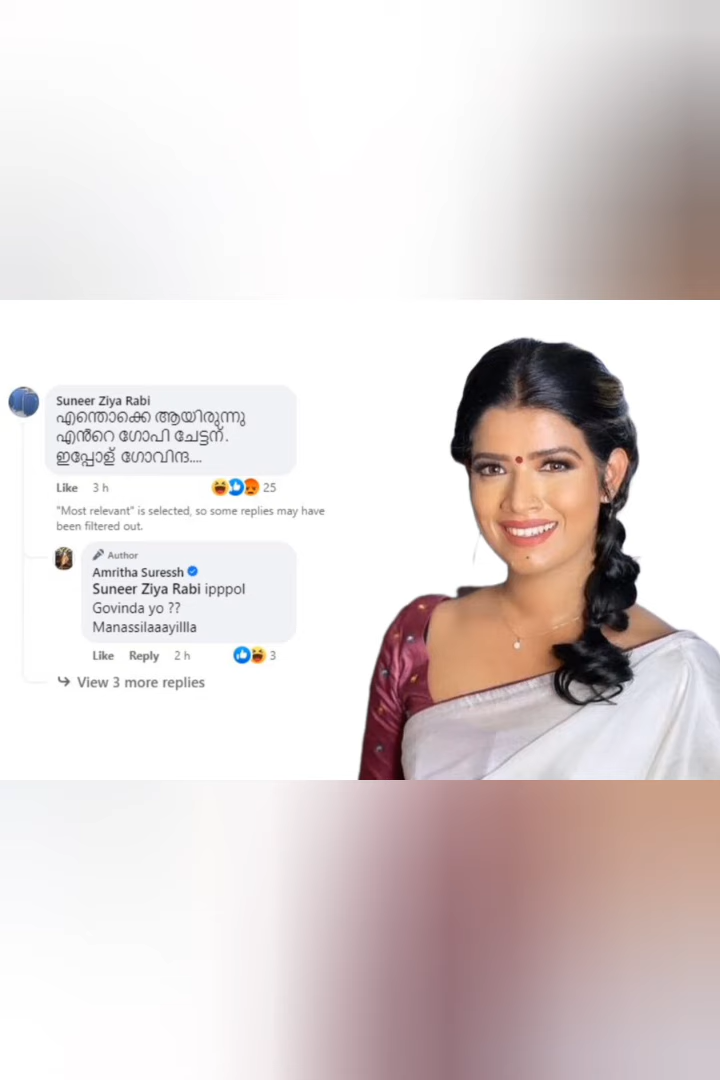 Suneer Ziya Rabi
എന്തൊക്കെ ആയിരുന്നു
എൻറെ ഗോപി ചേട്ടന്.
ഇപ്പോള് ഗോവിന്ദ....
Like 3 h 25
"Most relevant" is selected, so some replies may have
been filtered out.
Author
Amritha Suressh
Suneer Ziya Rabi ipppol
Govinda yo ??
Manassilaaayillla
Like Reply 2 h 3
View 3 more replies